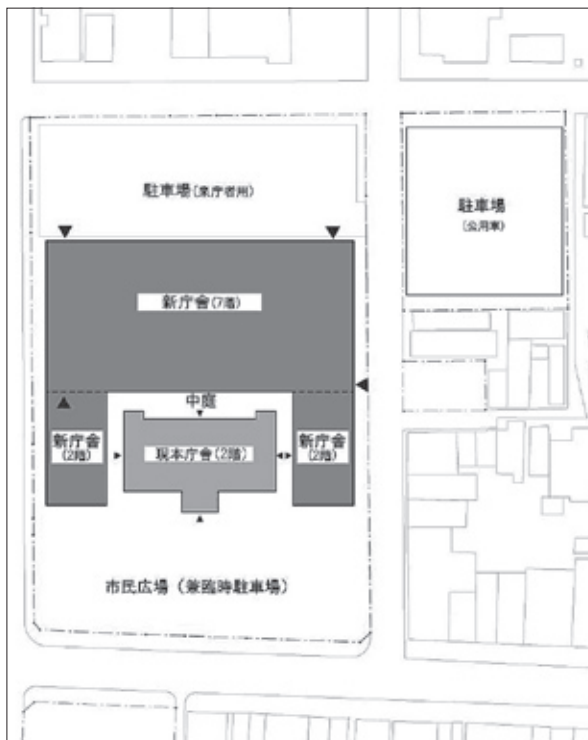 駐車場(来庁者用)
駐車場
(公用車)
新庁舎(7階)
中庭
新庁舎
(2階)
現本庁舎(2階)
新庁舎
(2階)
市民広場（兼臨時駐車場）